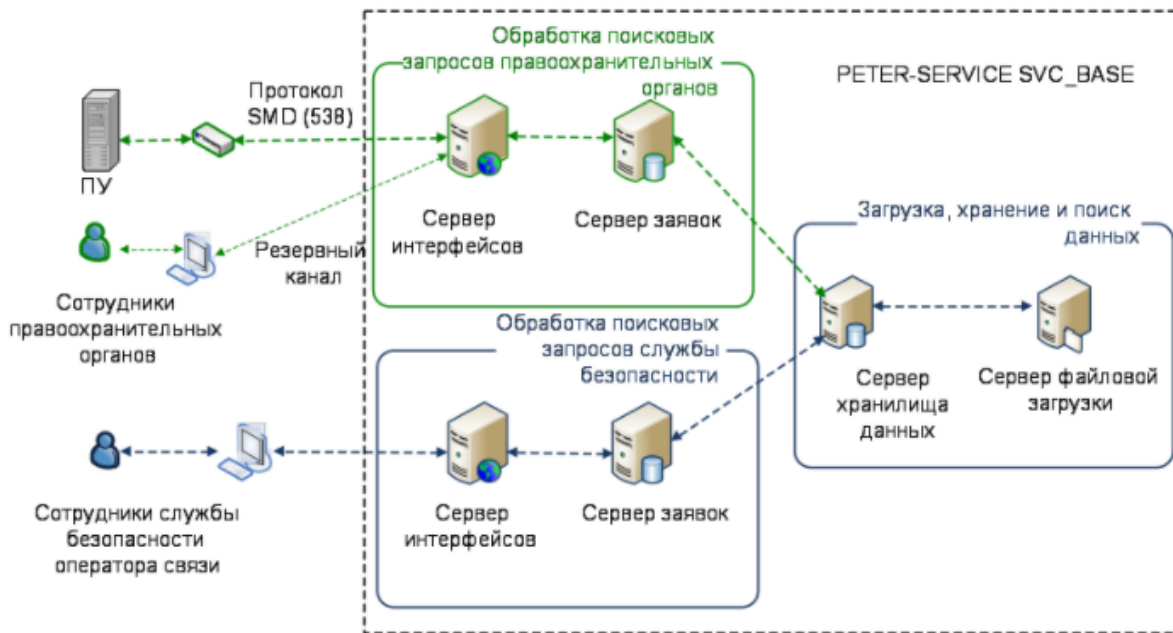 Обработка поисковых
запросов правоохранительных
органов
PETER-SERVICE SVC_BASE
Протокол
SMD (538)
ПУ
Сервер
интерфейсов
Сервер заявок
Резервный
канал
Сотрудники
правоохранительных
органов
Загрузка, хранение и поиск
данных
Сервер
хранилища
данных
Сервер файловой
загрузки
Обработка поисковых
запросов службы
безопасности
Сервер
интерфейсов
Сервер заявок
Сотрудники службы
безопасности
оператора связи